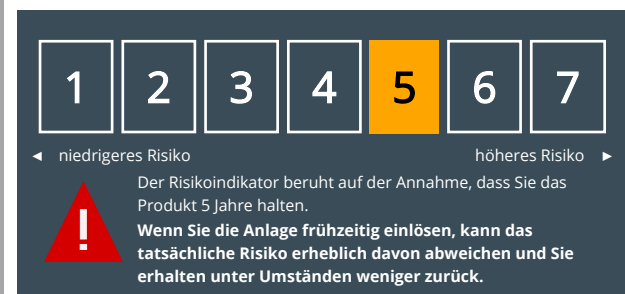 1 2 3 4 5 6 7
◄ niedrigeres Risiko höheres Risiko ►
Der Risikoindikator beruht auf der Annahme, dass Sie das
Produkt 5 Jahre halten.
!
Wenn Sie die Anlage frühzeitig einlösen, kann das
tatsächliche Risiko erheblich davon abweichen und Sie
erhalten unter Umständen weniger zurück.